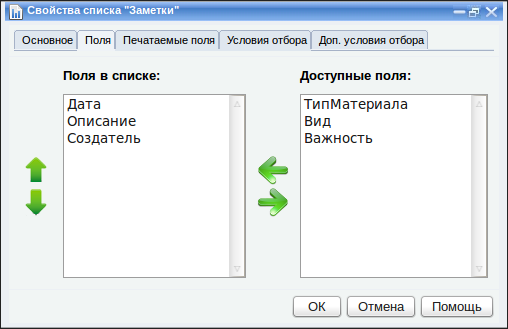 Свойства списка "Заметки"
Основное Поля Печатаемые поля Условия отбора Доп. условия отбора
Поля в списке: Доступные поля:
Дата ТипМатериала
Описание Вид
Создатель Важность
ОК Отмена Помощь